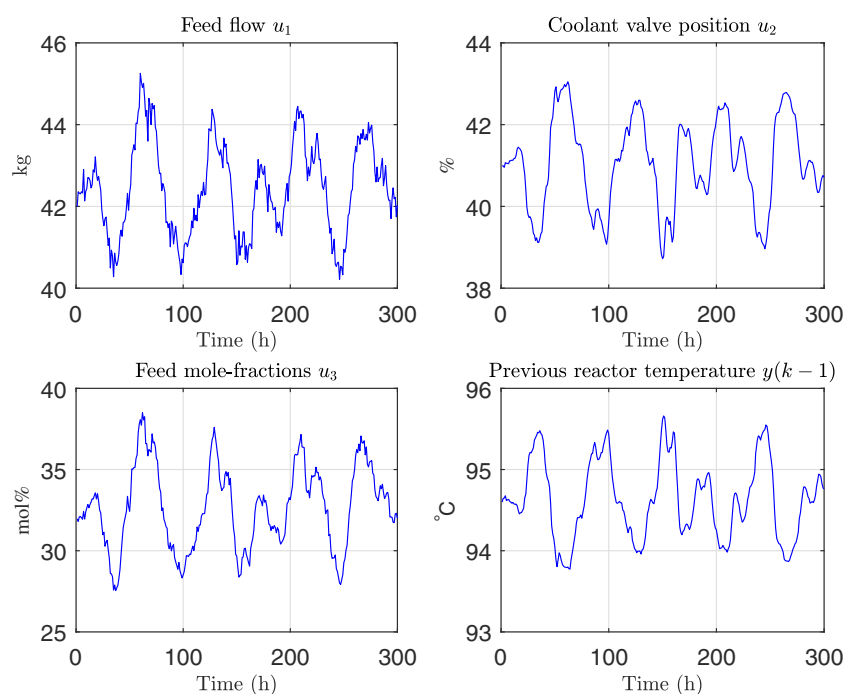 Feed flow u₁
46
44
42
40
kg
0 100 200 300
Time (h)
Coolant valve position u₂
44
42
40
38
%
0 100 200 300
Time (h)
Feed mole-fractions u₃
40
35
30
25
mol%
0 100 200 300
Time (h)
Previous reactor temperature y(k − 1)
96
95
94
93
°C
0 100 200 300
Time (h)